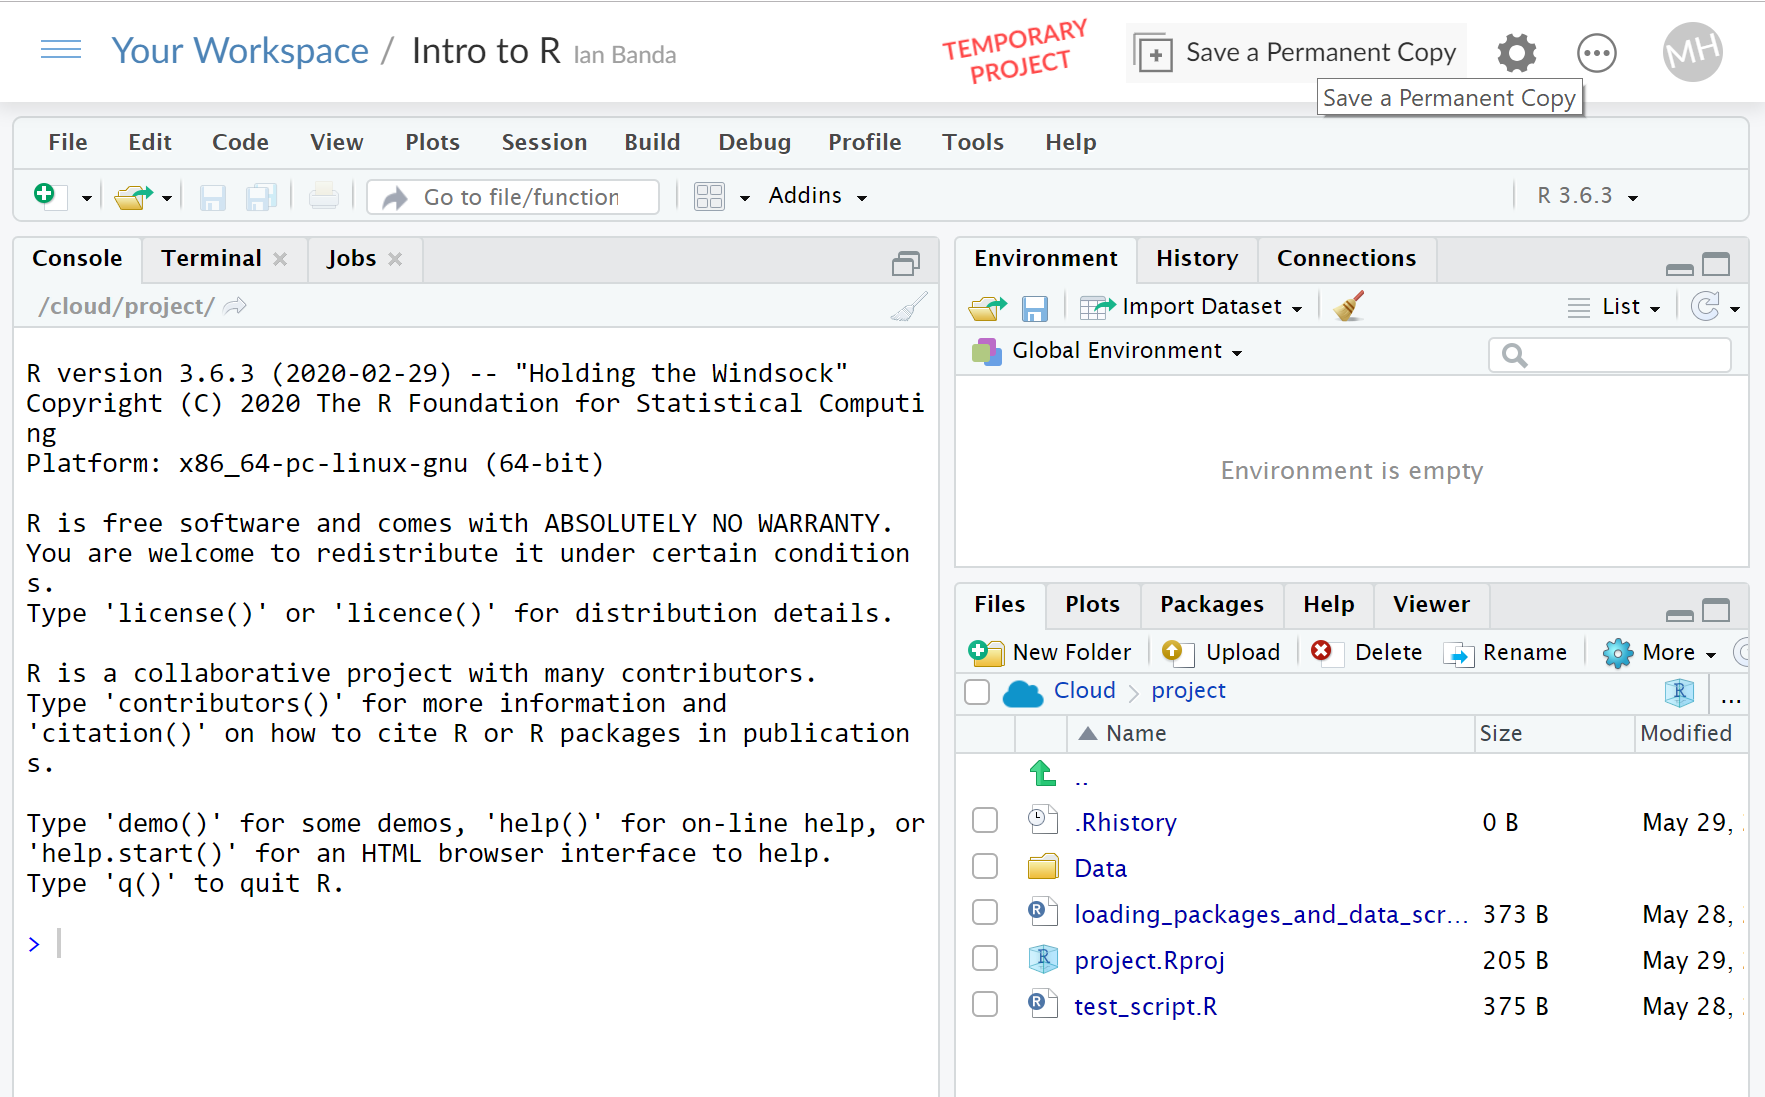 Your Workspace / Intro to R Ian Banda
TEMPORARY
PROJECT
Save a Permanent Copy
MH
Save a Permanent Copy
File Edit Code View Plots Session Build Debug Profile Tools Help
Go to file/function
Addins
R 3.6.3
Console Terminal Jobs
/cloud/project/
R version 3.6.3 (2020-02-29) -- "Holding the Windsock"
Copyright (C) 2020 The R Foundation for Statistical Computi
ng
Platform: x86_64-pc-linux-gnu (64-bit)
R is free software and comes with ABSOLUTELY NO WARRANTY.
You are welcome to redistribute it under certain condition
s.
Type 'license()' or 'licence()' for distribution details.
R is a collaborative project with many contributors.
Type 'contributors()' for more information and
'citation()' on how to cite R or R packages in publication
s.
Type 'demo()' for some demos, 'help()' for on-line help, or
'help.start()' for an HTML browser interface to help.
Type 'q()' to quit R.
>
Environment History Connections
Import Dataset
List
Global Environment
Environment is empty
Files Plots Packages Help Viewer
New Folder Upload Delete Rename More
Cloud project
R ...
Name Size Modified
..
.Rhistory 0 B May 29,
Data
R loading_packages_and_data_scr... 373 B May 28,
R project.Rproj 205 B May 29,
R test_script.R 375 B May 28,